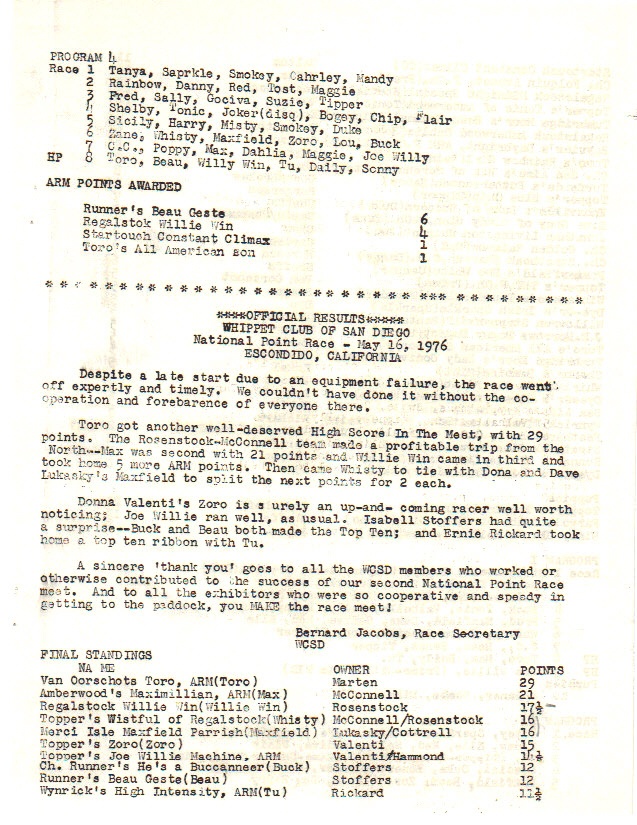 PROGRAM 4
Race 1 Tanya, Saprkle, Smokey, Cahrley, Mandy
2 Rainbow, Danny, Red, Tost, Maggie
3 Fred, Sally, Gociva, Suzie, Tipper
4 Shelby, Tonic, Joker(disq), Bogey, Chip, Flair
5 Sicily, Harry, Misty, Smokey, Duke
6 Zane, Whisty, Maxfield, Zoro, Lou, Buck
7 C.C., Poppy, Max, Dahlia, Maggie, Joe Willy
HP 8 Toro, Beau, Willy Win, Tu, Daily, Sonny
ARM POINTS AWARDED
Runner's Beau Geste 6
Regalstok Willie Win 4
Startouch Constant Climax 1
Toro's All American son 1
* * * * * * * * * * * * * * * * * * * * * * * * * * * *** * * * * * * * * * *
****OFFICIAL RESULTS*****
WHIPPET CLUB OF SAN DIEGO
National Point Race - May 16, 1976
ESCONDIDO, CALIFORNIA
Despite a late start due to an equipment failure, the race went
off expertly and timely. We couldn't have done it without the co-
operation and forebarence of everyone there.
Toro got another well-deserved High Score In The Meet, with 29
points. The Rosenstock-McConnell team made a profitable trip from the
North--Max was second with 21 points and Willie Win came in third and
took home 5 more ARM points. Then came Whisty to tie with Dona and Dave
Lukasky's Maxfield to split the next points for 2 each.
Donna Valenti's Zoro is surely an up-and- coming racer well worth
noticing; Joe Willie ran well, as usual. Isabell Stoffers had quite
a surprise--Buck and Beau both made the Top Ten; and Ernie Rickard took
home a top ten ribbon with Tu.
A sincere 'thank you' goes to all the WCSD members who worked or
otherwise contributed to the success of our second National Point Race
meet. And to all the exhibitors who were so cooperative and speedy in
getting to the paddock, you MAKE the race meet!
Bernard Jacobs, Race Secretary
WCSD
FINAL STANDINGS
NA ME OWNER POINTS
Van Oorschots Toro, ARM(Toro) Marten 29
Amberwood's Maximillian, ARM(Max) McConnell 21
Regalstock Willie Win(Willie Win) Rosenstock 17½
Topper's Wistful of Regalstock(Whisty) McConnell/Rosenstock 16
Merci Isle Maxfield Parrish(Maxfield) Lukasky/Cottrell 16
Topper's Zoro(Zoro) Valenti 15
Topper's Joe Willie Machine, ARM Valenti/Hammond 14½
Ch. Runner's He's a Buccanneer(Buck) Stoffers 12
Runner's Beau Geste(Beau) Stoffers 12
Wynrick's High Intensity, ARM(Tu) Rickard 11½